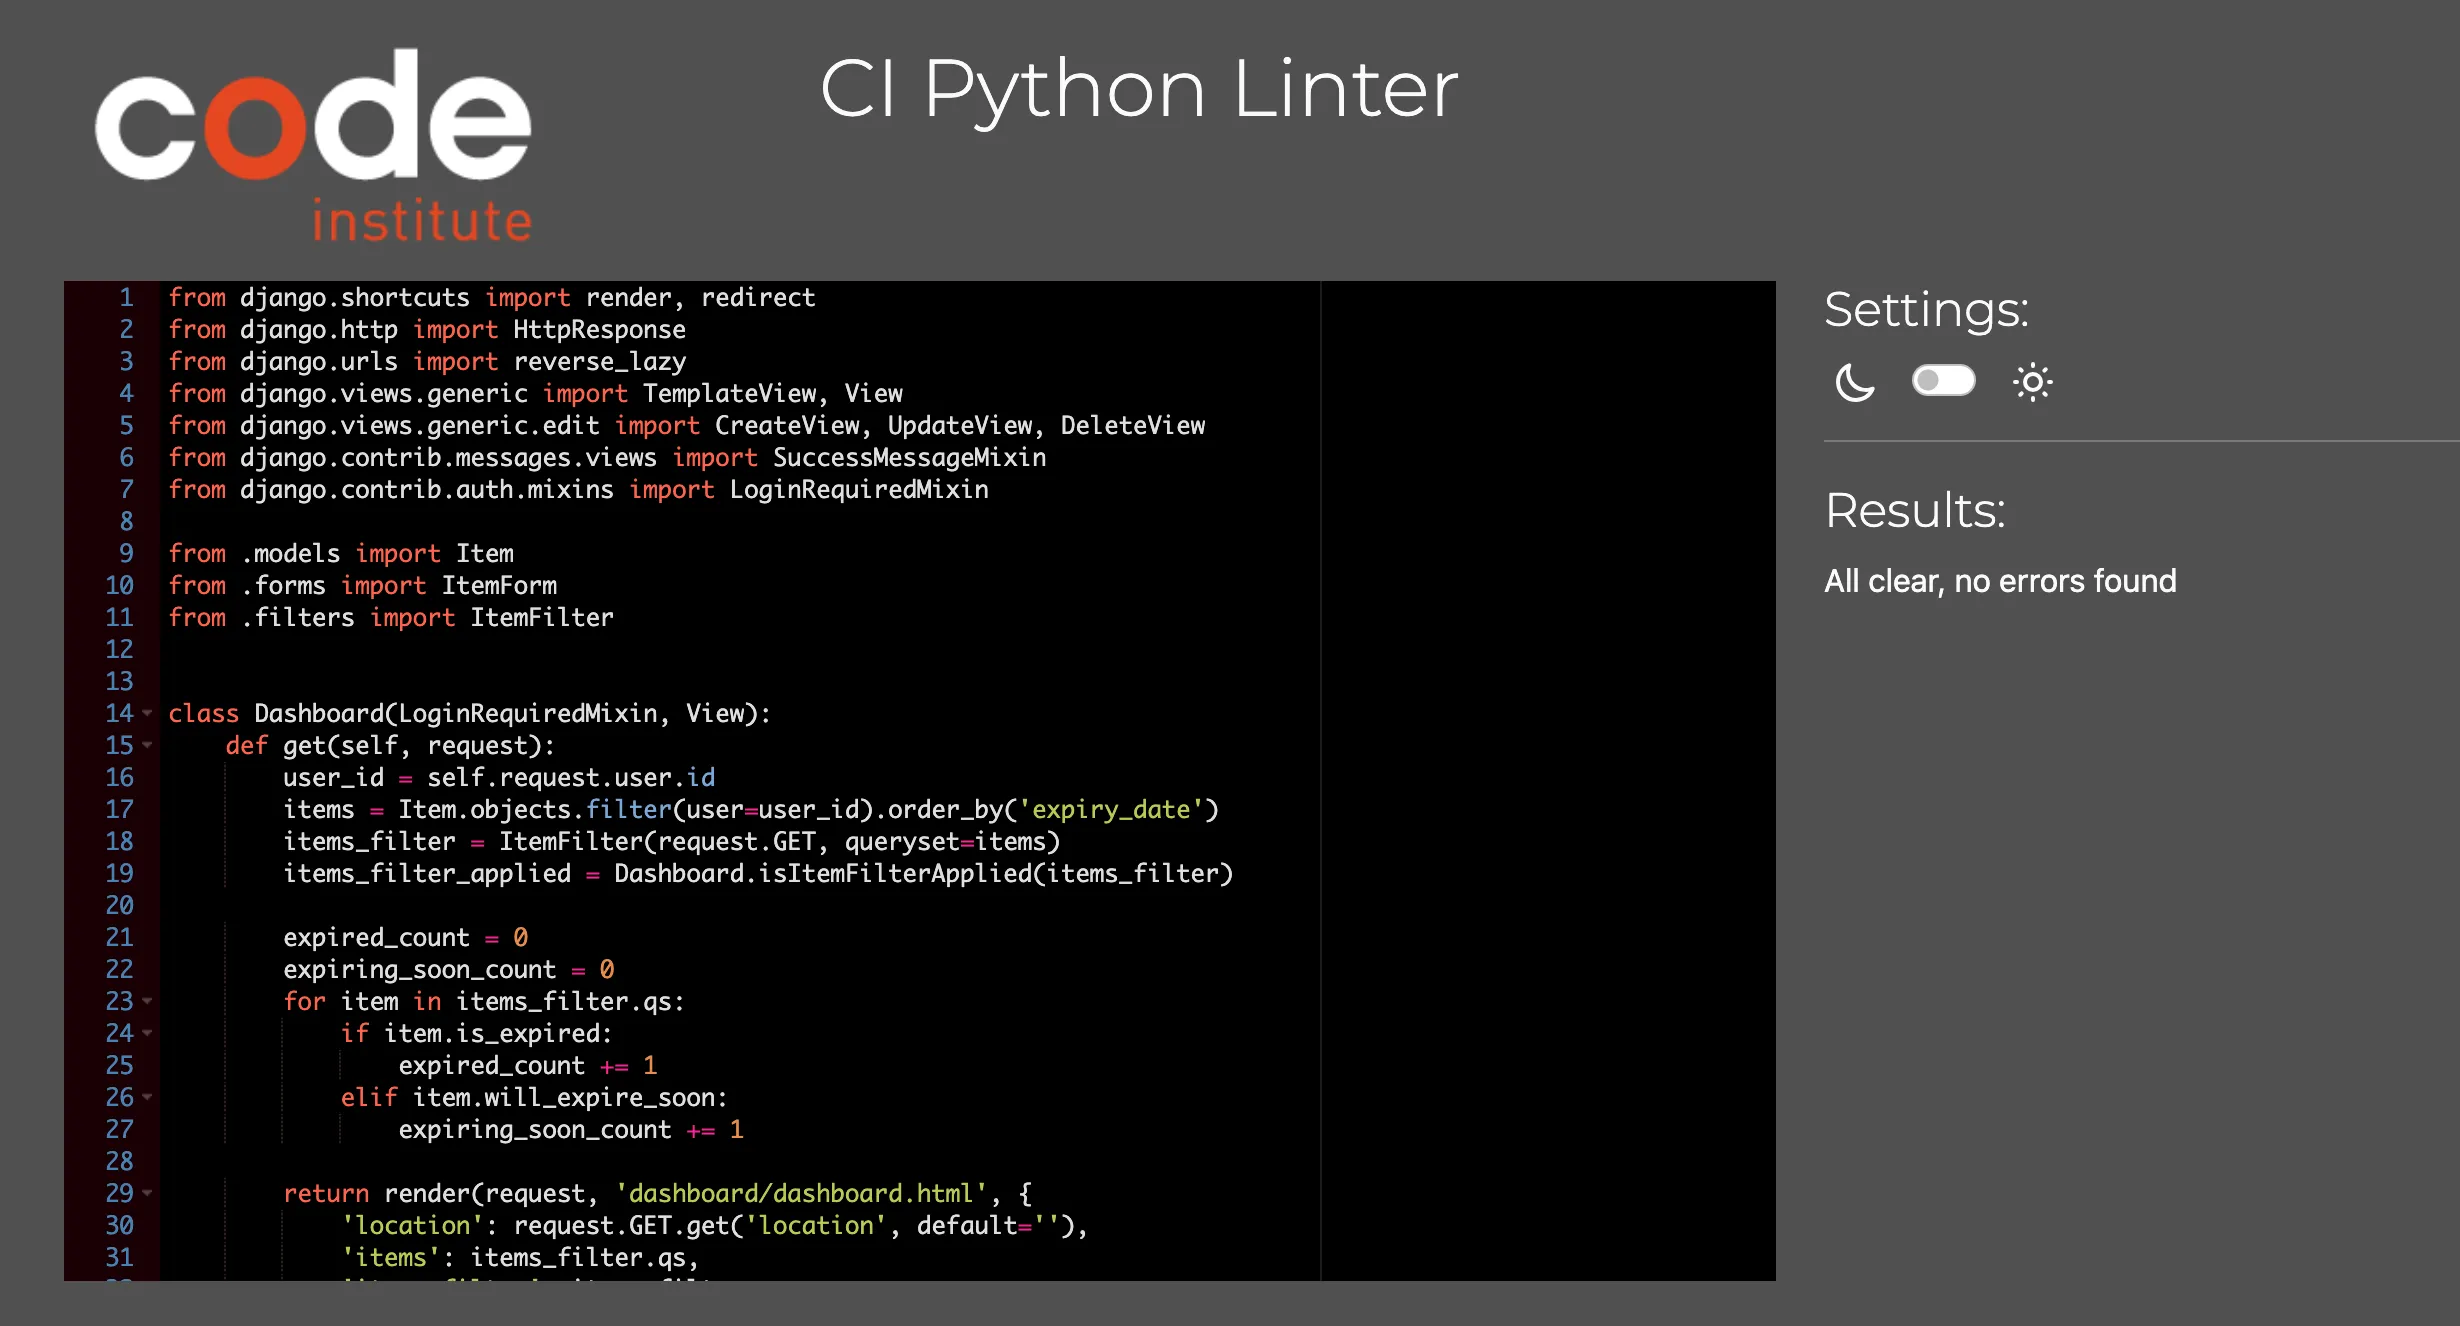 code
institute
CI Python Linter
1 from django.shortcuts import render, redirect
2 from django.http import HttpResponse
3 from django.urls import reverse_lazy
4 from django.views.generic import TemplateView, View
5 from django.views.generic.edit import CreateView, UpdateView, DeleteView
6 from django.contrib.messages.views import SuccessMessageMixin
7 from django.contrib.auth.mixins import LoginRequiredMixin
8
9 from .models import Item
10 from .forms import ItemForm
11 from .filters import ItemFilter
12
13
14 class Dashboard(LoginRequiredMixin, View):
15     def get(self, request):
16         user_id = self.request.user.id
17         items = Item.objects.filter(user=user_id).order_by('expiry_date')
18         items_filter = ItemFilter(request.GET, queryset=items)
19         items_filter_applied = Dashboard.isItemFilterApplied(items_filter)
20
21         expired_count = 0
22         expiring_soon_count = 0
23         for item in items_filter.qs:
24             if item.is_expired:
25                 expired_count += 1
26             elif item.will_expire_soon:
27                 expiring_soon_count += 1
28
29         return render(request, 'dashboard/dashboard.html', {
30             'location': request.GET.get('location', default=''),
31             'items': items_filter.qs,
Settings:
Results:
All clear, no errors found